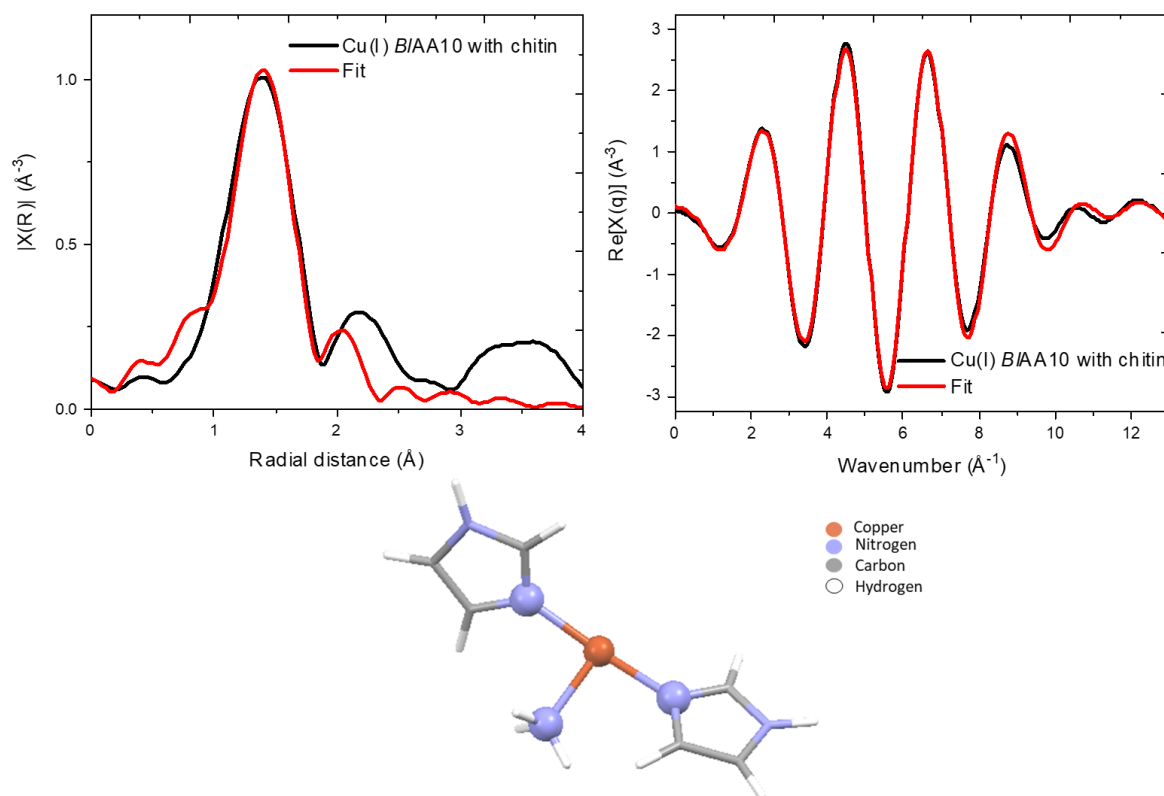 Cu(I) BlAA10 with chitin
Fit
1.0
0.5
0.0
0 1 2 3 4
|X(R)| (Å-3)
Radial distance (Å)
3
2
1
0
-1
-2
-3
0 2 4 6 8 10 12
Re[X(q)] (A-3)
Cu(I) BlAA10 with chitin
Fit
Wavenumber (Å-1)
Copper
Nitrogen
Carbon
Hydrogen